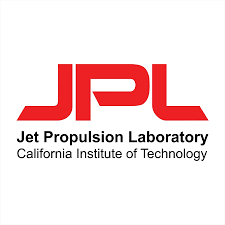 JPL
Jet Propulsion Laboratory
California Institute of Technology